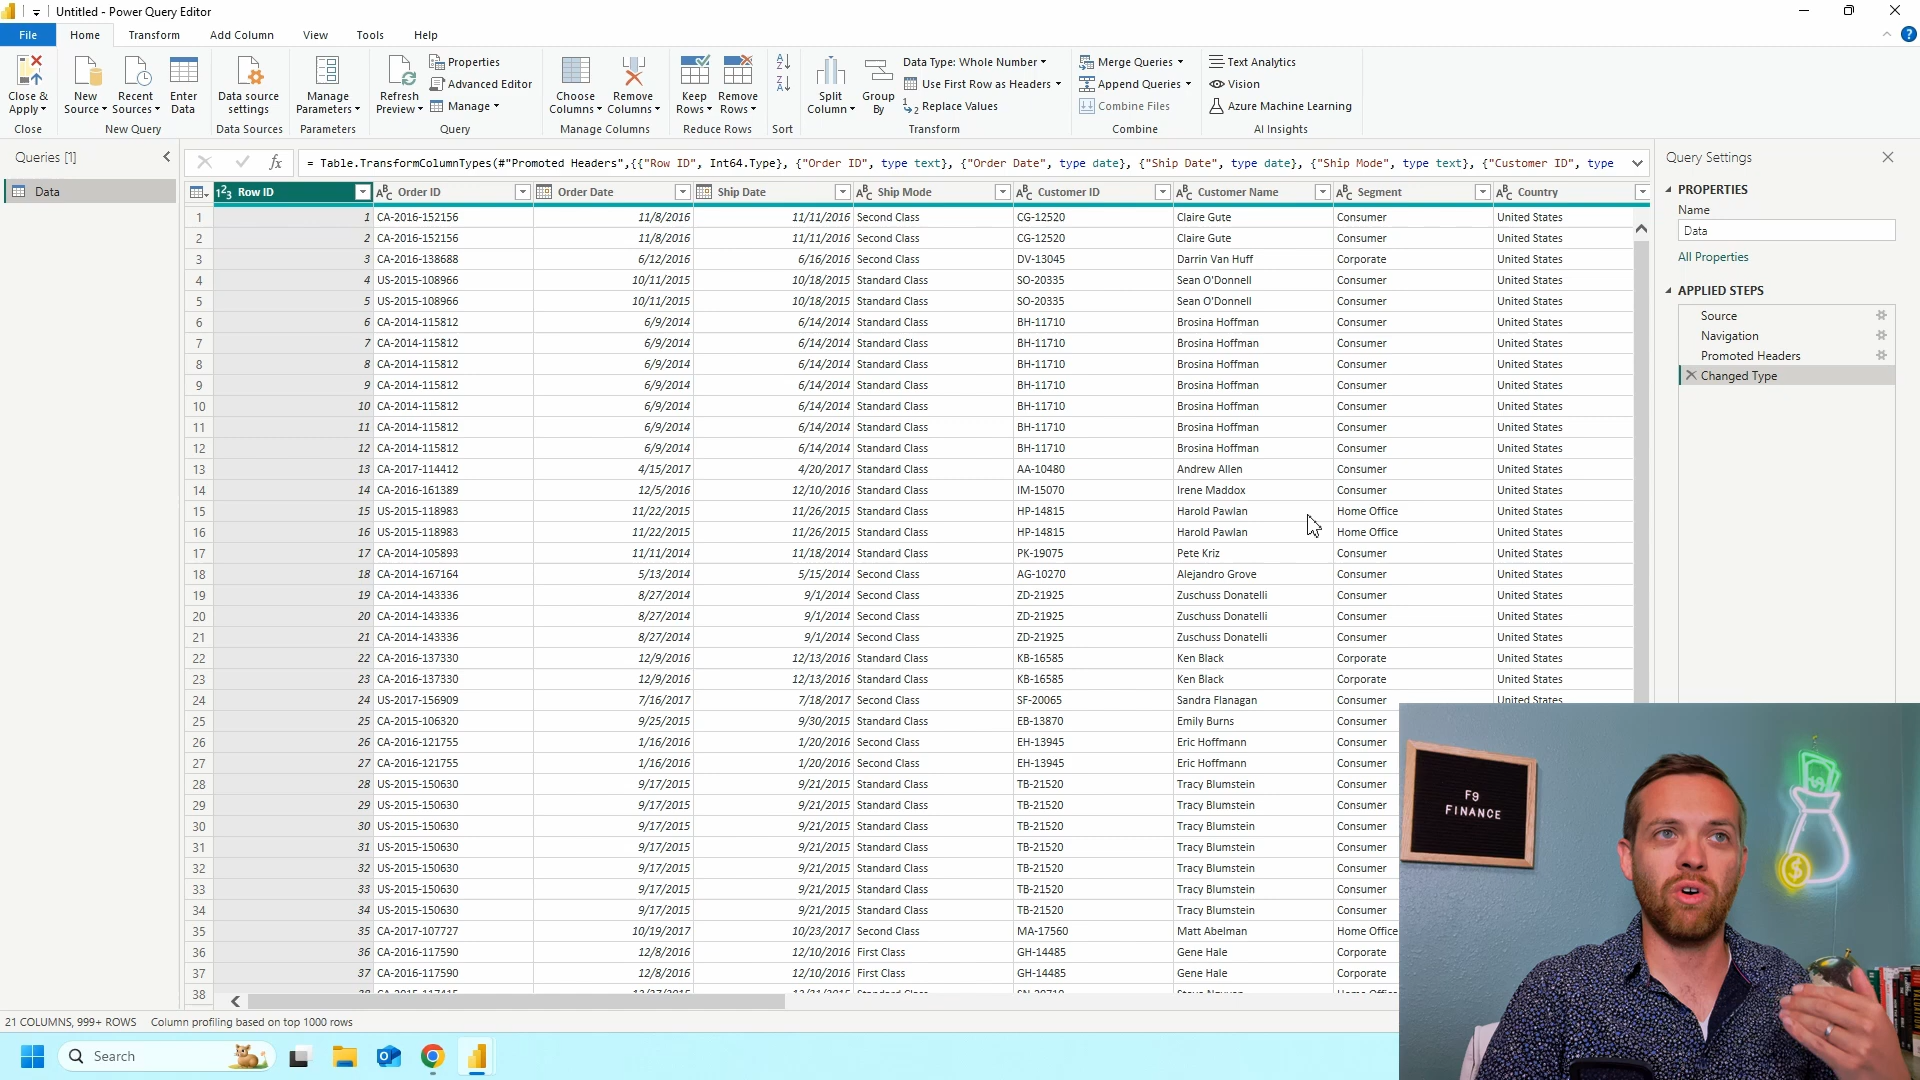 Untitled - Power Query Editor
File Home Transform Add Column View Tools Help
Close & Apply
New Source
Recent Sources
Enter Data
Data source settings
Manage Parameters
Refresh Preview
Properties
Advanced Editor
Manage
Choose Columns
Remove Columns
Keep Rows
Remove Rows
Split Column
Group By
Data Type: Whole Number
Use First Row as Headers
Replace Values
Merge Queries
Append Queries
Combine Files
Text Analytics
Vision
Azure Machine Learning
Close New Query Data Sources Parameters Query Manage Columns Reduce Rows Sort Transform Combine AI Insights
Queries [1]
Data
= Table.TransformColumnTypes(#"Promoted Headers",{{"Row ID", Int64.Type}, {"Order ID", type text}, {"Order Date", type date}, {"Ship Date", type date}, {"Ship Mode", type text}, {"Customer ID", type
Row ID Order ID Order Date Ship Date Ship Mode Customer ID Customer Name Segment Country
1 1 CA-2016-152156 11/8/2016 11/11/2016 Second Class CG-12520 Claire Gute Consumer United States
2 2 CA-2016-152156 11/8/2016 11/11/2016 Second Class CG-12520 Claire Gute Consumer United States
3 3 CA-2016-138688 6/12/2016 6/16/2016 Second Class DV-13045 Darrin Van Huff Corporate United States
4 4 US-2015-108966 10/11/2015 10/18/2015 Standard Class SO-20335 Sean O'Donnell Consumer United States
5 5 US-2015-108966 10/11/2015 10/18/2015 Standard Class SO-20335 Sean O'Donnell Consumer United States
6 6 CA-2014-115812 6/9/2014 6/14/2014 Standard Class BH-11710 Brosina Hoffman Consumer United States
7 7 CA-2014-115812 6/9/2014 6/14/2014 Standard Class BH-11710 Brosina Hoffman Consumer United States
8 8 CA-2014-115812 6/9/2014 6/14/2014 Standard Class BH-11710 Brosina Hoffman Consumer United States
9 9 CA-2014-115812 6/9/2014 6/14/2014 Standard Class BH-11710 Brosina Hoffman Consumer United States
10 10 CA-2014-115812 6/9/2014 6/14/2014 Standard Class BH-11710 Brosina Hoffman Consumer United States
11 11 CA-2014-115812 6/9/2014 6/14/2014 Standard Class BH-11710 Brosina Hoffman Consumer United States
12 12 CA-2014-115812 6/9/2014 6/14/2014 Standard Class BH-11710 Brosina Hoffman Consumer United States
13 13 CA-2017-114412 4/15/2017 4/20/2017 Standard Class AA-10480 Andrew Allen Consumer United States
14 14 CA-2016-161389 12/5/2016 12/10/2016 Standard Class IM-15070 Irene Maddox Consumer United States
15 15 US-2015-118983 11/22/2015 11/26/2015 Standard Class HP-14815 Harold Pawlan Home Office United States
16 16 US-2015-118983 11/22/2015 11/26/2015 Standard Class HP-14815 Harold Pawlan Home Office United States
17 17 CA-2014-105893 11/11/2014 11/18/2014 Standard Class PK-19075 Pete Kriz Consumer United States
18 18 CA-2014-167164 5/13/2014 5/15/2014 Second Class AG-10270 Alejandro Grove Consumer United States
19 19 CA-2014-143336 8/27/2014 9/1/2014 Second Class ZD-21925 Zuschuss Donatelli Consumer United States
20 20 CA-2014-143336 8/27/2014 9/1/2014 Second Class ZD-21925 Zuschuss Donatelli Consumer United States
21 21 CA-2014-143336 8/27/2014 9/1/2014 Second Class ZD-21925 Zuschuss Donatelli Consumer United States
22 22 CA-2016-137330 12/9/2016 12/13/2016 Standard Class KB-16585 Ken Black Corporate United States
23 23 CA-2016-137330 12/9/2016 12/13/2016 Standard Class KB-16585 Ken Black Corporate United States
24 24 US-2017-156909 7/16/2017 7/18/2017 Second Class SF-20065 Sandra Flanagan Consumer United States
25 25 CA-2015-106320 9/25/2015 9/30/2015 Standard Class EB-13870 Emily Burns Consumer
26 26 CA-2016-121755 1/16/2016 1/20/2016 Second Class EH-13945 Eric Hoffmann Consumer
27 27 CA-2016-121755 1/16/2016 1/20/2016 Second Class EH-13945 Eric Hoffmann Consumer
28 28 US-2015-150630 9/17/2015 9/21/2015 Standard Class TB-21520 Tracy Blumstein Consumer
29 29 US-2015-150630 9/17/2015 9/21/2015 Standard Class TB-21520 Tracy Blumstein Consumer
30 30 US-2015-150630 9/17/2015 9/21/2015 Standard Class TB-21520 Tracy Blumstein Consumer
31 31 US-2015-150630 9/17/2015 9/21/2015 Standard Class TB-21520 Tracy Blumstein Consumer
32 32 US-2015-150630 9/17/2015 9/21/2015 Standard Class TB-21520 Tracy Blumstein Consumer
33 33 US-2015-150630 9/17/2015 9/21/2015 Standard Class TB-21520 Tracy Blumstein Consumer
34 34 US-2015-150630 9/17/2015 9/21/2015 Standard Class TB-21520 Tracy Blumstein Consumer
35 35 CA-2017-107727 10/19/2017 10/23/2017 Second Class MA-17560 Matt Abelman Home Office
36 36 CA-2016-117590 12/8/2016 12/10/2016 First Class GH-14485 Gene Hale Corporate
37 37 CA-2016-117590 12/8/2016 12/10/2016 First Class GH-14485 Gene Hale Corporate
38
21 COLUMNS, 999+ ROWS Column profiling based on top 1000 rows
Query Settings
PROPERTIES
Name
Data
All Properties
APPLIED STEPS
Source
Navigation
Promoted Headers
Changed Type
F9
FINANCE
Search